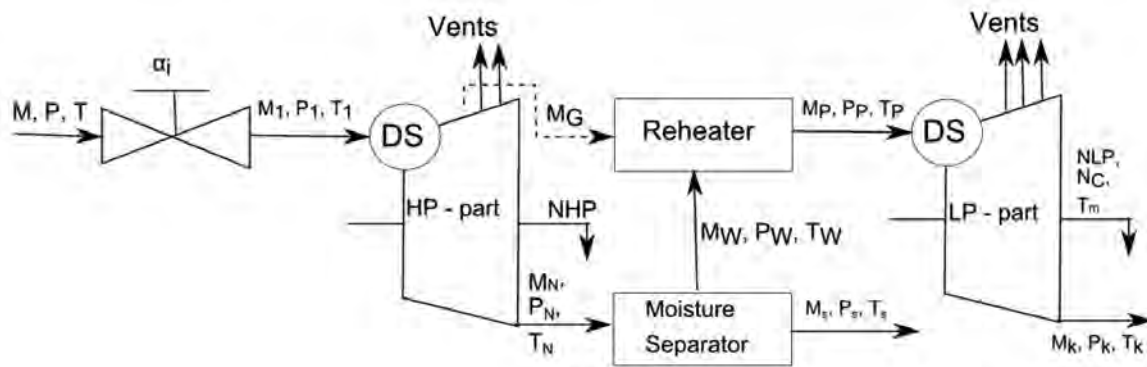 Vents
Vents
αi
M, P, T
M1, P1, T1
DS
MG
Reheater
MP, PP, TP
DS
HP - part
NHP
MW, PW, TW
NLP,
NC,
Tm
LP - part
MN,
PN,
TN
Moisture
Separator
Ms, Ps, Ts
Mk, Pk, Tk